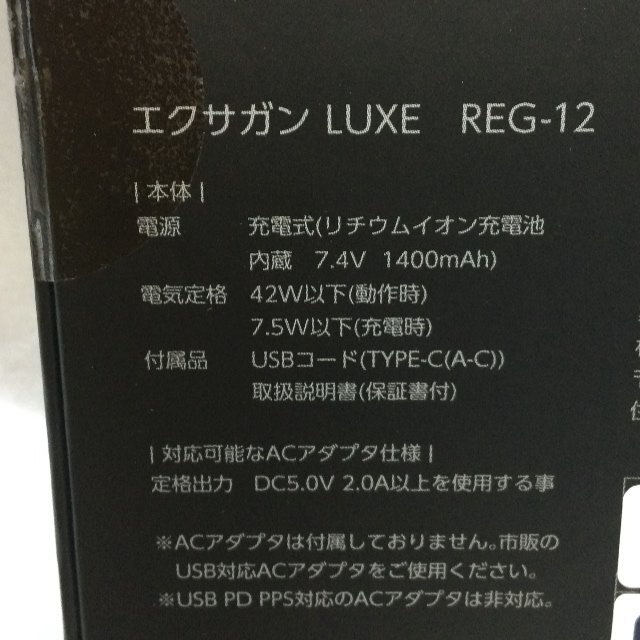 エクサガン LUXE REG-12
| 本体 |
電源 充電式(リチウムイオン充電池
内蔵 7.4V 1400mAh)
電気定格 42W以下(動作時)
7.5W以下(充電時)
付属品 USBコード(TYPE-C(A-C))
取扱説明書(保証書付)
| 対応可能なACアダプタ仕様 |
定格出力 DC5.0V 2.0A以上を使用する事
※ACアダプタは付属しておりません。市販の
USB対応ACアダプタをご使用ください。
※USB PD PPS対応のACアダプタは非対応。